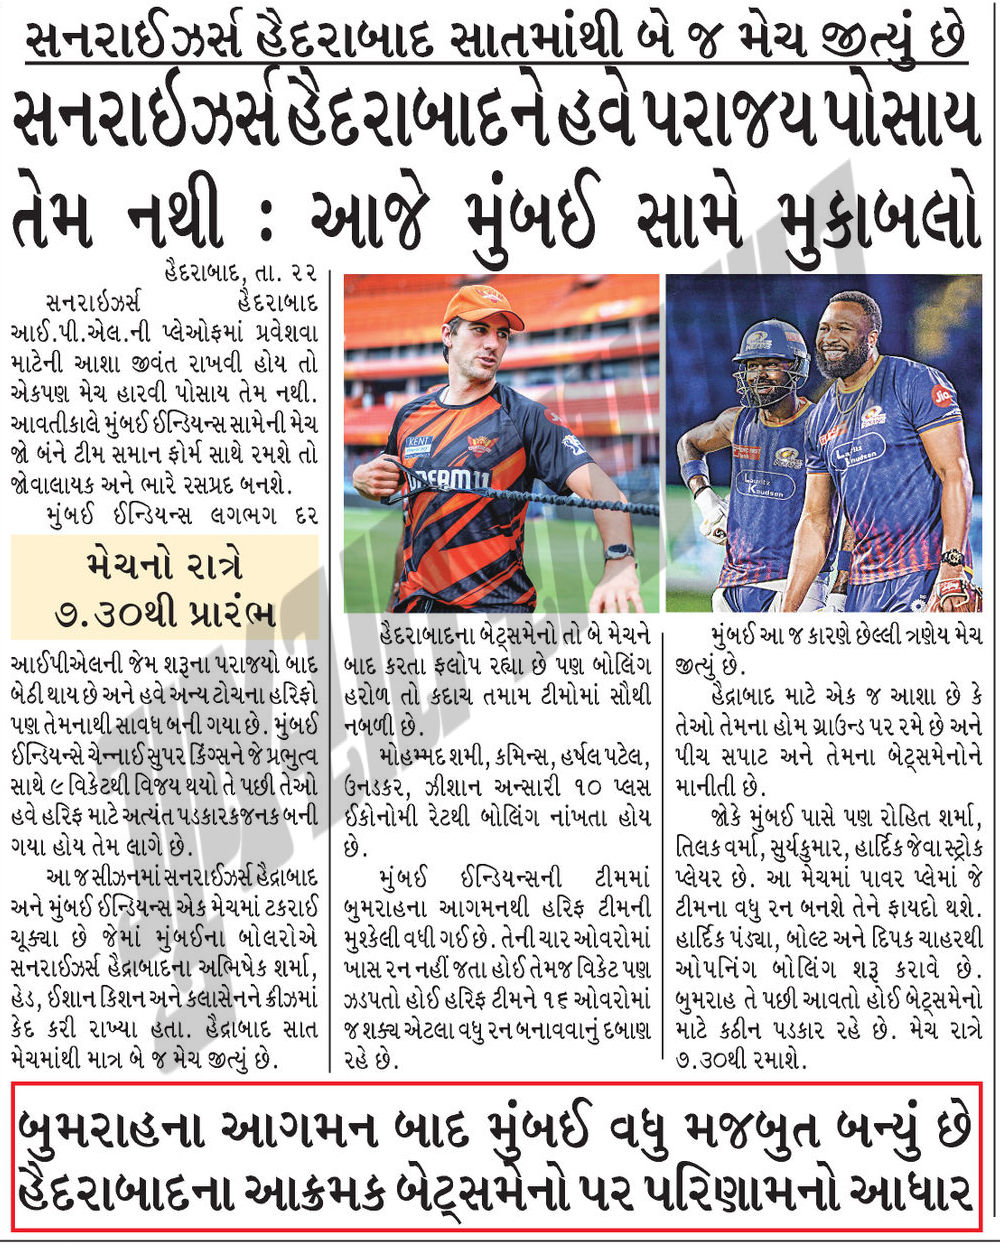 સનરાઈઝર્સ હૈદરાબાદ સાતમાંથી બે જ મેચ જીત્યું છે
સનરાઇઝર્સ હૈદરાબાદને હવે પરાજય પોસાય
તેમ નથી : આજે મુંબઈ સામે મુકાબલો
હૈદરાબાદ, તા. ૨૨
સનરાઇઝર્સ હૈદરાબાદ
આઈ.પી.એલ.ની પ્લેઓફમાં પ્રવેશવા
માટેની આશા જીવંત રાખવી હોય તો
એકપણ મેચ હારવી પોસાય તેમ નથી.
આવતીકાલે મુંબઈ ઈન્ડિયન્સ સામેની મેચ
જો બંને ટીમ સમાન ફોર્મ સાથે રમશે તો
જોવાલાયક અને ભારે રસપ્રદ બનશે.
મુંબઈ ઈન્ડિયન્સ લગભગ દર
મેચનો રાત્રે
૭.૩૦થી પ્રારંભ
આઈપીએલની જેમ શરૂના પરાજયો બાદ
બેઠી થાય છે અને હવે અન્ય ટોચના હરિફો
પણ તેમનાથી સાવધ બની ગયા છે. મુંબઈ
ઈન્ડિયન્સે ચેન્નાઈ સુપર કિંગ્સને જે પ્રભુત્વ
સાથે ૯ વિકેટથી વિજય થયો તે પછી તેઓ
હવે હરિફ માટે અત્યત પડકારકજનક બની
ગયા હોય તેમ લાગે છે.
આ જ સીઝનમાં સનરાઈઝર્સ હૈદ્રાબાદ
અને મુંબઈ ઈન્ડિયન્સ એક મેચમાં ટકરાઈ
ચૂક્યા છે જેમાં મુંબઈના બોલરોએ
સનરાઈઝર્સ હૈદ્રાબાદના અભિષેક શર્મા,
હેડ, ઈશાન કિશન અને કલાસેનને ક્રીઝમાં
કેદ કરી રાખ્યા હતા. હૈદ્રાબાદ સાત
મેચમાંથી માત્ર બે જ મેચ જીત્યું છે.
KENT
DREAM11
હૈદરાબાદના બેટ્સમેનો તો બે મેચને
બાદ કરતા ફલોપ રહ્યા છે પણ બોલિંગ
હરોળ તો કદાચ તમામ ટીમોમાં સૌથી
નબળી છે.
મોહમ્મદ શમી, કમિન્સ, હર્ષલ પટેલ,
ઉનડકર, ઝીશાન અન્સારી ૧૦ પ્લસ
ઈકોનોમી રેટથી બોલિંગ નાંખતા હોય
છે.
મુંબઈ ઈન્ડિયન્સની ટીમમાં
બુમરાહના આગમનથી હરિફ ટીમની
મુશ્કેલી વધી ગઈ છે. તેની ચાર ઓવરોમાં
ખાસ રન નહીં જતા હોઈ તેમજ વિકેટ પણ
ઝડપતો હોઈ હરિફ ટીમને ૧૬ ઓવરોમાં
જ શક્ય એટલા વધુ રન બનાવવાનું દબાણ
રહે છે.
Jio
Lauritz
Knudsen
Lauritz
Knudsen
મુંબઈ આ જ કારણે છેલ્લી ત્રણેય મેચ
જીત્યું છે.
હૈદ્રાબાદ માટે એક જ આશા છે કે
તેઓ તેમના હોમ ગ્રાઉન્ડ પર રમે છે અને
પીચ સપાટ અને તેમના બેટ્સમેનોને
માનીતી છે.
જોકે મુંબઈ પાસે પણ રોહિત શર્મા,
તિલક વર્મા, સુર્યકુમાર, હાર્દિક જેવા સ્ટ્રોક
પ્લેયર છે. આ મેચમાં પાવર પ્લેમાં જે
ટીમના વધુ રન બનશે તેને ફાયદો થશે.
હાર્દિક પંડ્યા, બોલ્ટ અને દિપક ચાહરથી
ઓપનિંગ બોલિંગ શરૂ કરાવે છે.
બુમરાહ તે પછી આવતો હોઈ બેટ્સમેનો
માટે કઠીન પડકાર રહે છે. મેચ રાત્રે
૭.૩૦થી રમાશે.
બુમરાહના આગમન બાદ મુંબઈ વધુ મજબુત બન્યું છે
હૈદરાબાદના આક્રમક બેટ્સમેનો પર પરિણામનો આધાર